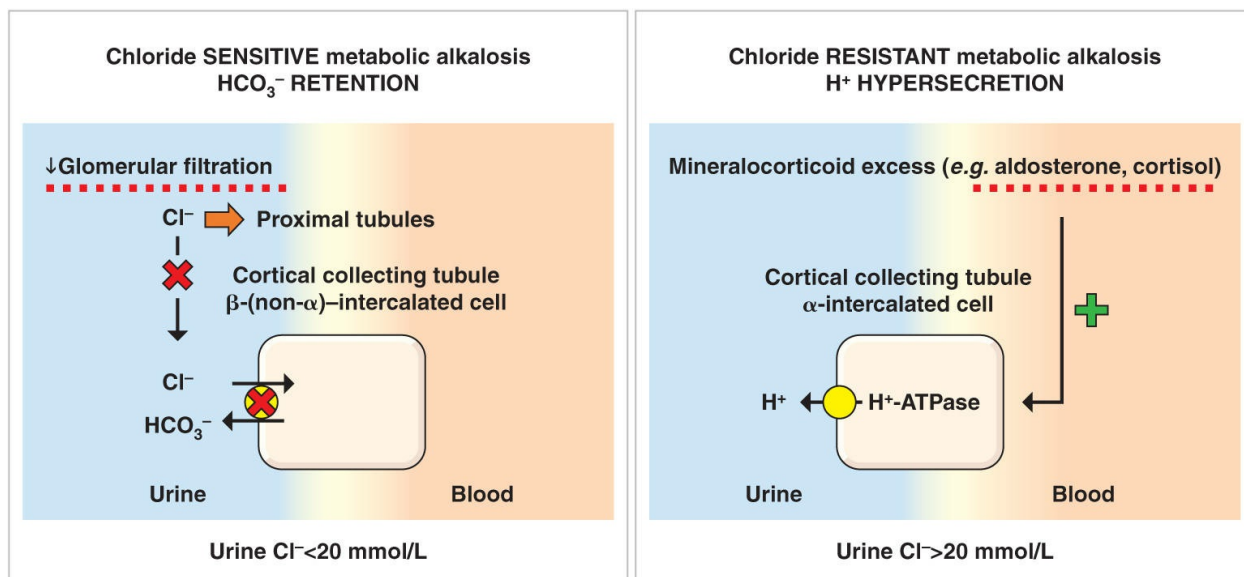 Chloride SENSITIVE metabolic alkalosis
HCO₃⁻ RETENTION
↓Glomerular filtration
Cl⁻
Proximal tubules
Cortical collecting tubule
β-(non-α)–intercalated cell
Cl⁻
HCO₃⁻
Urine
Blood
Urine Cl⁻<20 mmol/L
Chloride RESISTANT metabolic alkalosis
H⁺ HYPERSECRETION
Mineralocorticoid excess (e.g. aldosterone, cortisol)
Cortical collecting tubule
α-intercalated cell
H⁺
H⁺-ATPase
Urine
Blood
Urine Cl⁻>20 mmol/L